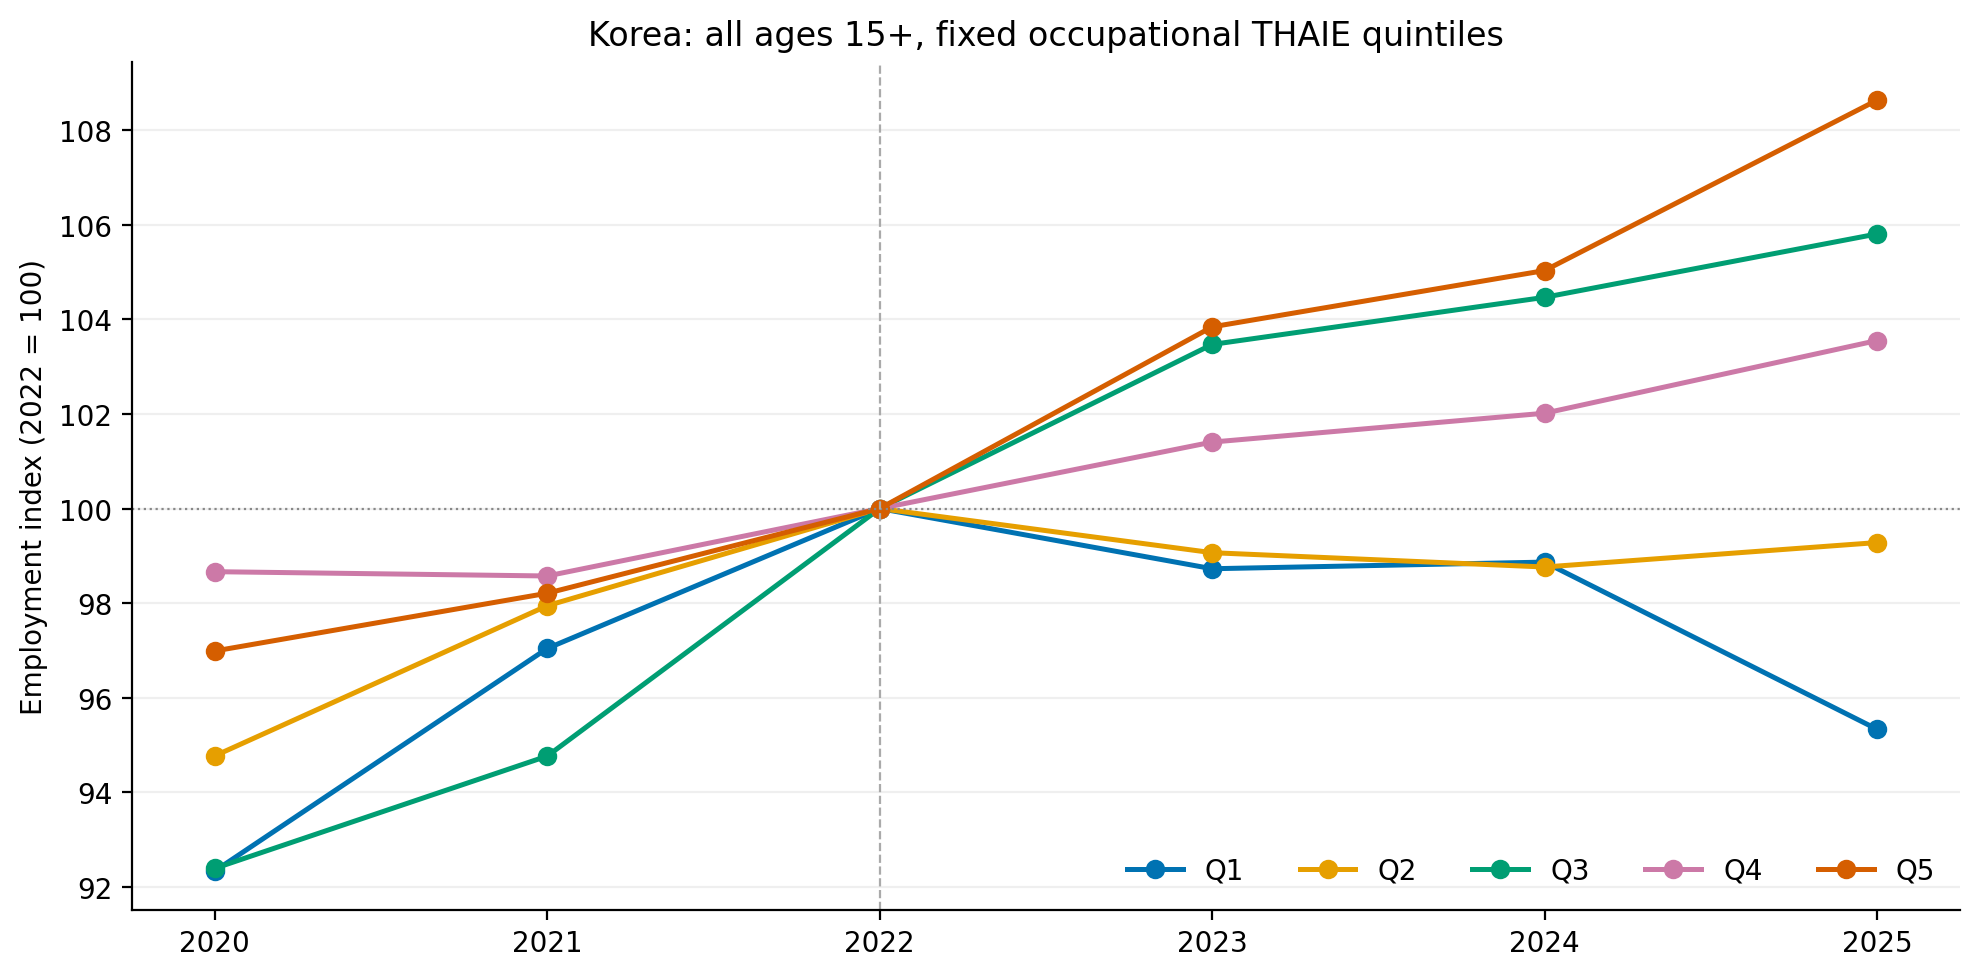 Korea: all ages 15+, fixed occupational THAIE quintiles
Employment index (2022 = 100)
108
106
104
102
100
98
96
94
92
Q1 Q2 Q3 Q4 Q5
2020 2021 2022 2023 2024 2025